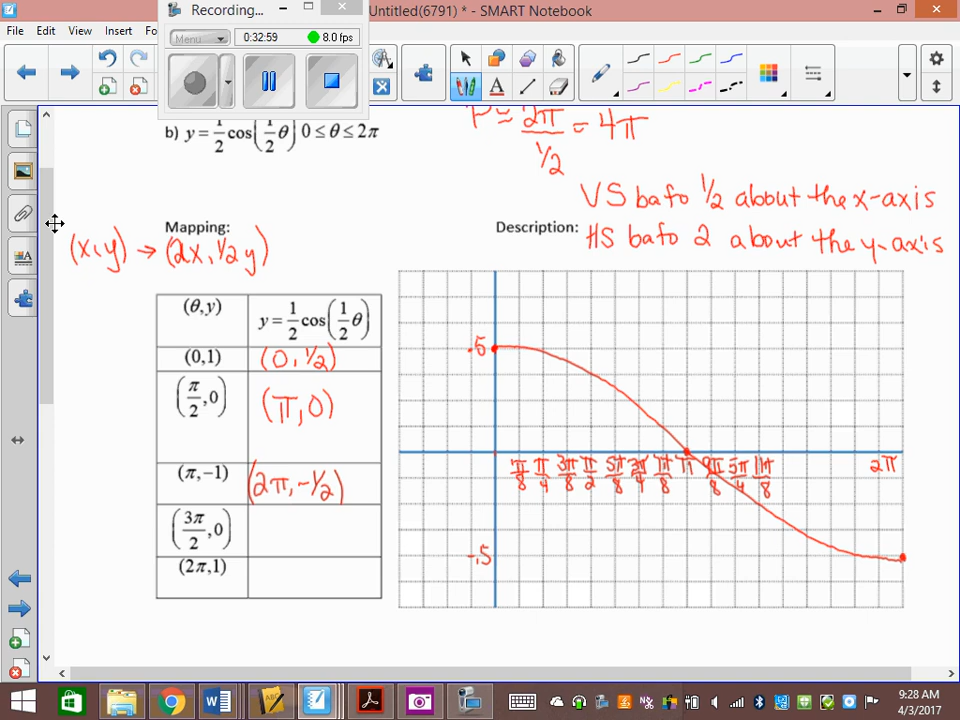 Recording...
Untitled(6791) * - SMART Notebook
Menu
0:32:59
8.0 fps
File Edit View Insert
P = 2π/(1/2) = 4π
b) y = 1/2 cos(1/2 θ) 0 ≤ θ ≤ 2π
VS bafo 1/2 about the x-axis
Mapping:
Description: HS bafo 2 about the y-axis
(x,y) → (2x, 1/2 y)
(θ,y) y = 1/2 cos(1/2 θ)
(0,1) (0, 1/2)
(π/2, 0) (π, 0)
(π,-1) (2π, -1/2)
(3π/2, 0)
(2π,1)
.5
π/8 π/4 3π/8 π/2 5π/8 3π/4 7π/8 π 9π/8 5π/4 11π/8 2π
-.5
A
W
ABC
9:28 AM
4/3/2017